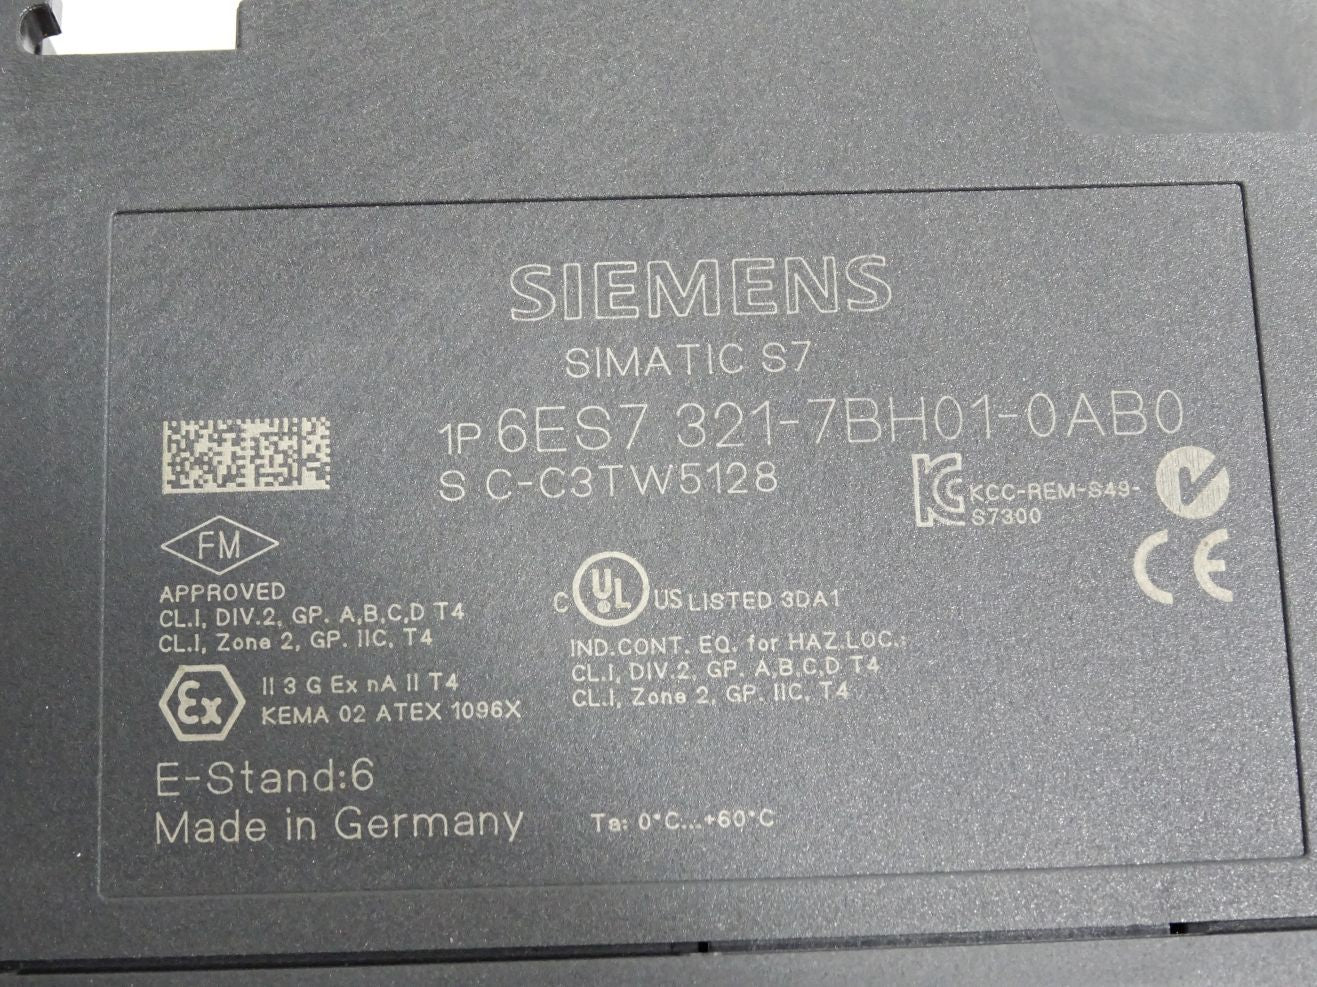 SIEMENS
SIMATIC S7
1P 6ES7 321-7BH01-0AB0
S C-C3TW5128
KC KCC-REM-S49-
S7300
CE
FM
APPROVED
CL.I, DIV.2, GP. A,B,C,D T4
CL.I, Zone 2, GP. IIC, T4
C UL US LISTED 3DA1
IND.CONT. EQ. for HAZ.LOC.:
CL.I, DIV.2, GP. A,B,C,D T4
CL.I, Zone 2, GP. IIC, T4
Ex II 3 G Ex nA II T4
KEMA 02 ATEX 1096X
E-Stand:6
Made in Germany
Ta: 0°C...+60°C